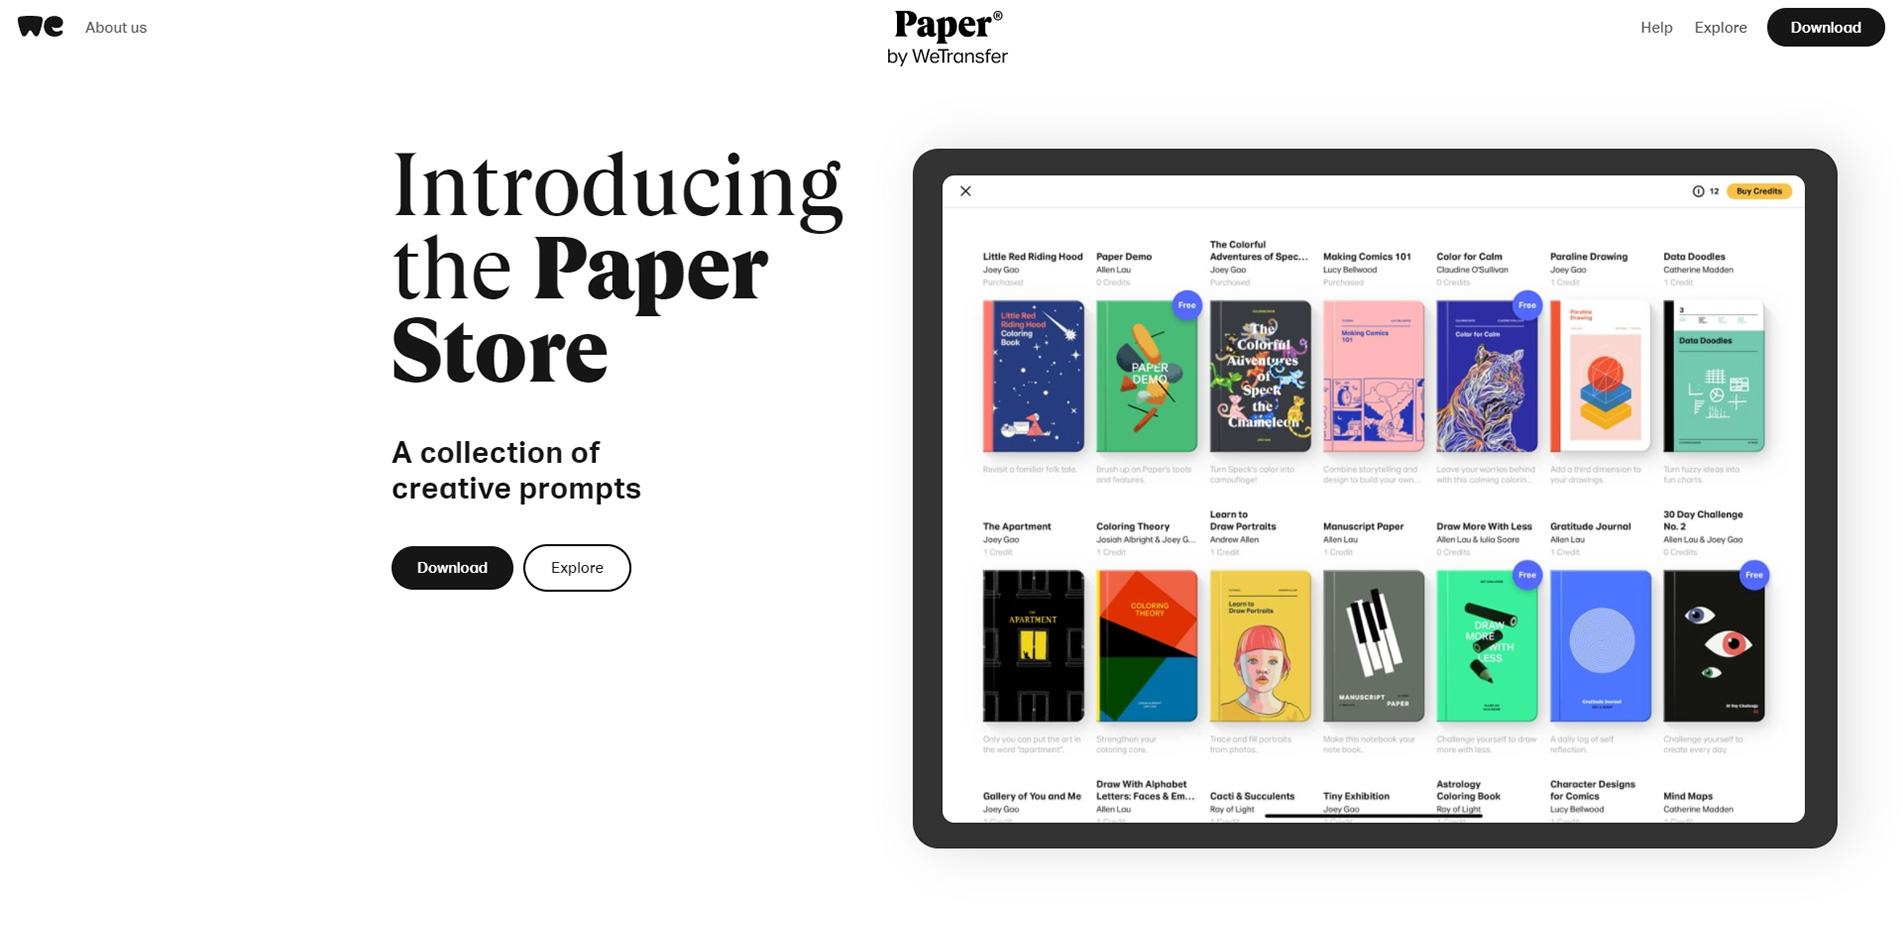 WE
About us
Paper®
by WeTransfer
Help
Explore
Download
Introducing
the Paper
Store
A collection of
creative prompts
Download
Explore
12
Buy Credits
Little Red Riding Hood
Joey Gao
Purchased
Paper Demo
Allen Lau
0 Credits
The Colorful
Adventures of Spec...
Joey Gao
Purchased
Making Comics 101
Lucy Bellwood
Purchased
Color for Calm
Claudine O'Sullivan
0 Credits
Paraline Drawing
Joey Gao
1 Credit
Data Doodles
Catherine Madden
1 Credit
Little Red
Riding Hood
Coloring
Book
Free
PAPER
DEMO
The
Colorful
Adventures
of
Speck
the
Chameleon
Making Comics
101
Free
Color for Calm
Paraline
Drawing
3
Data Doodles
Revisit a familiar folk tale.
Brush up on Paper's tools
and features.
Turn Speck's color into
camouflage!
Combine storytelling and
design to build your own...
Leave your worries behind
with this calming colorin...
Add a third dimension to
your drawings.
Turn fuzzy ideas into
fun charts.
The Apartment
Joey Gao
1 Credit
Coloring Theory
Josiah Albright & Joey G...
1 Credit
Learn to
Draw Portraits
Andrew Allen
1 Credit
Manuscript Paper
Allen Lau
1 Credit
Draw More With Less
Allen Lau & Iulia Soare
0 Credits
Gratitude Journal
Allen Lau
1 Credit
30 Day Challenge
No. 2
Allen Lau & Joey Gao
0 Credits
THE
APARTMENT
COLORING
THEORY
Learn to
Draw Portraits
MANUSCRIPT
PAPER
Free
DRAW
MORE
WITH
LESS
Gratitude Journal
Free
30 Day Challenge
Only you can put the art in
the word "apartment".
Strengthen your
coloring core.
Trace and fill portraits
from photos.
Make this notebook your
note book.
Challenge yourself to draw
more with less.
A daily log of self
reflection.
Challenge yourself to
create every day.
Gallery of You and Me
Joey Gao
1 Credit
Draw With Alphabet
Letters: Faces & Em...
Allen Lau
1 Credit
Cacti & Succulents
Ray of Light
1 Credit
Tiny Exhibition
Joey Gao
1 Credit
Astrology
Coloring Book
Ray of Light
1 Credit
Character Designs
for Comics
Lucy Bellwood
1 Credit
Mind Maps
Catherine Madden
1 Credit